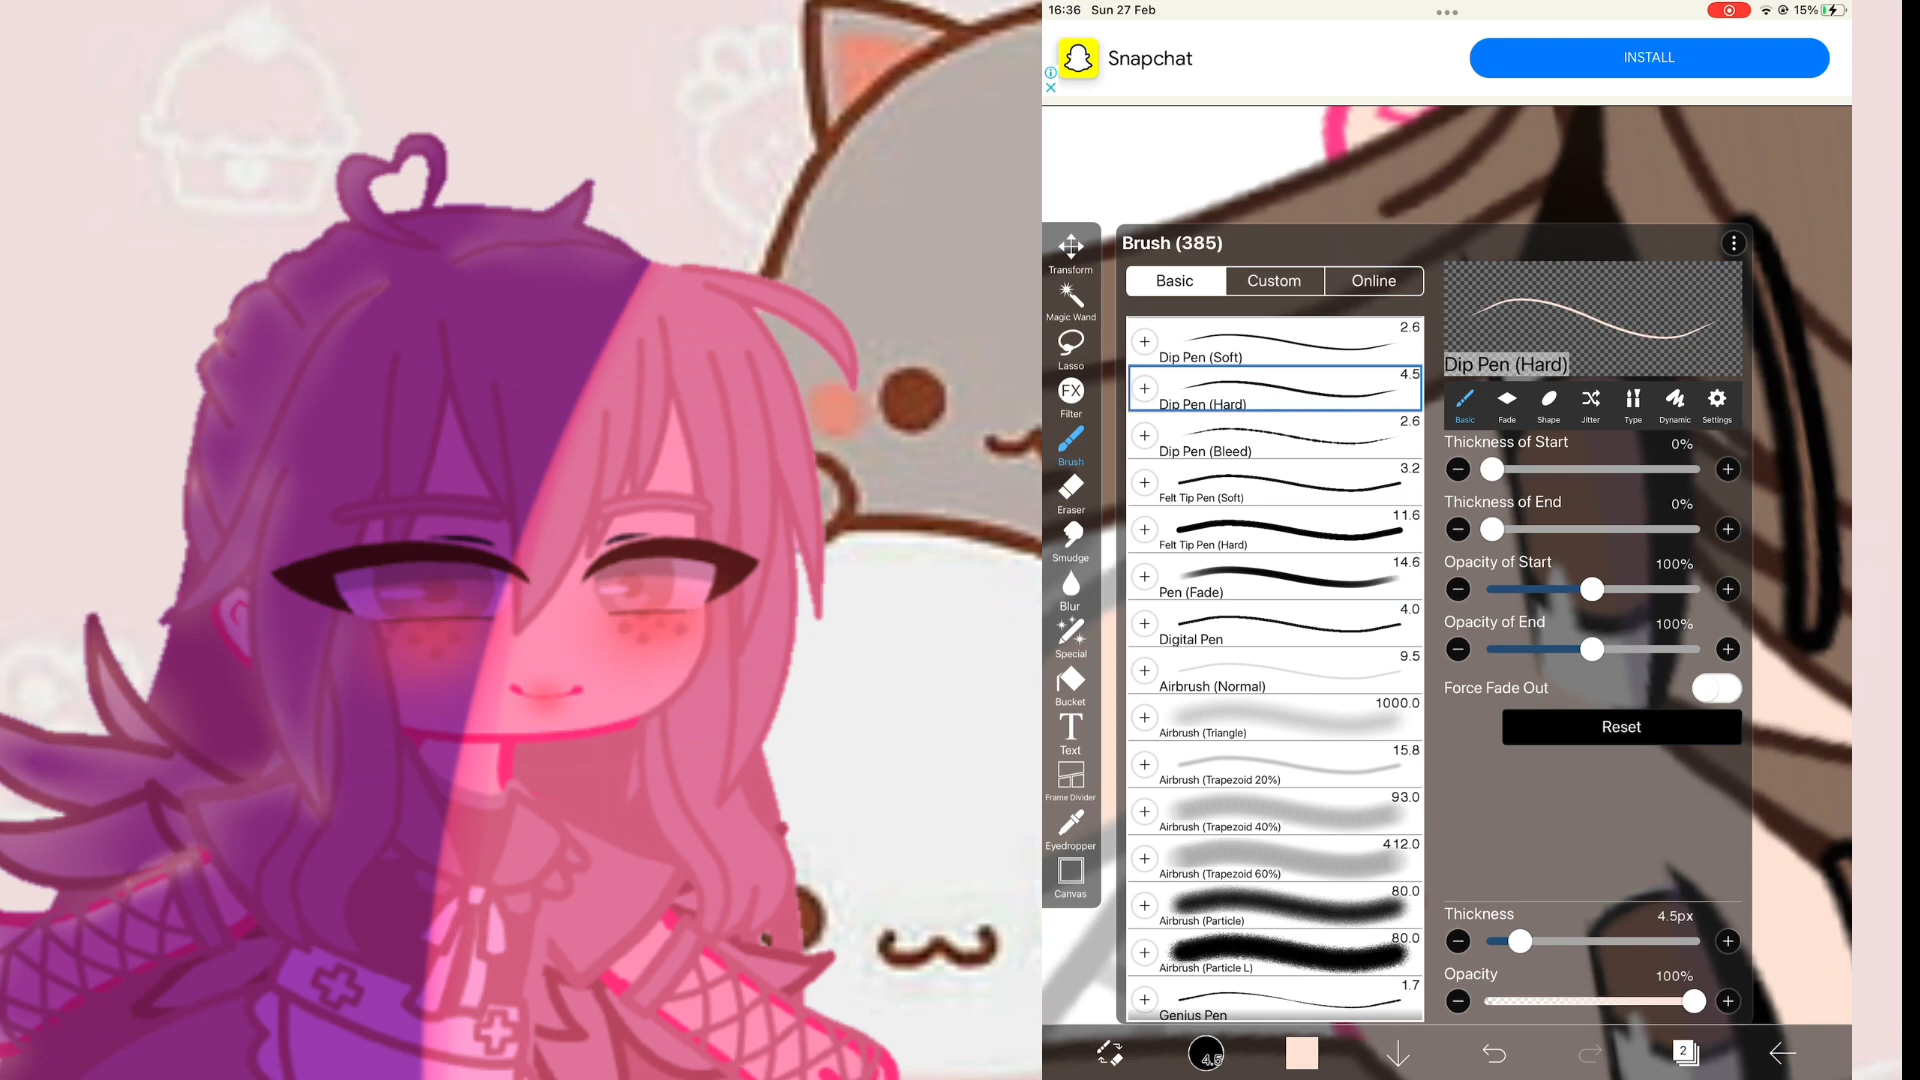 16:36 Sun 27 Feb
15%
Snapchat
INSTALL
Transform
Magic Wand
Lasso
FX
Filter
Brush
Eraser
Smudge
Blur
Special
Bucket
T
Text
Frame Divider
Eyedropper
Canvas
Brush (385)
Basic Custom Online
2.6
Dip Pen (Soft)
4.5
Dip Pen (Hard)
2.6
Dip Pen (Bleed)
3.2
Felt Tip Pen (Soft)
11.6
Felt Tip Pen (Hard)
14.6
Pen (Fade)
4.0
Digital Pen
9.5
Airbrush (Normal)
1000.0
Airbrush (Triangle)
15.8
Airbrush (Trapezoid 20%)
93.0
Airbrush (Trapezoid 40%)
412.0
Airbrush (Trapezoid 60%)
80.0
Airbrush (Particle)
80.0
Airbrush (Particle L)
1.7
Genius Pen
Dip Pen (Hard)
Basic Fade Shape Jitter Type Dynamic Settings
Thickness of Start 0%
Thickness of End 0%
Opacity of Start 100%
Opacity of End 100%
Force Fade Out
Reset
Thickness 4.5px
Opacity 100%
4.5
2